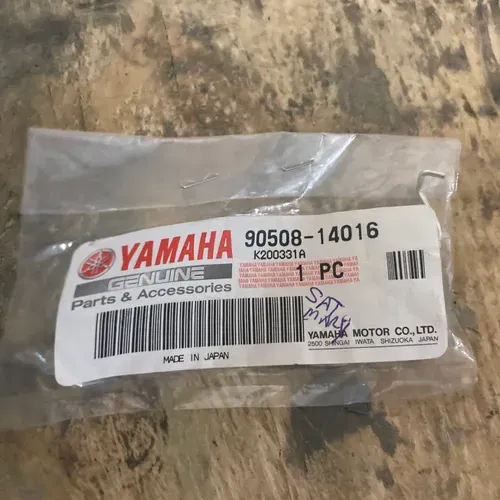 YAMAHA
GENUINE
Parts & Accessories
90508-14016
K200331A
1 PC
SAT
MADE IN JAPAN
YAMAHA MOTOR CO.,LTD.
2500 SHINGAI IWATA SHIZUOKA JAPAN